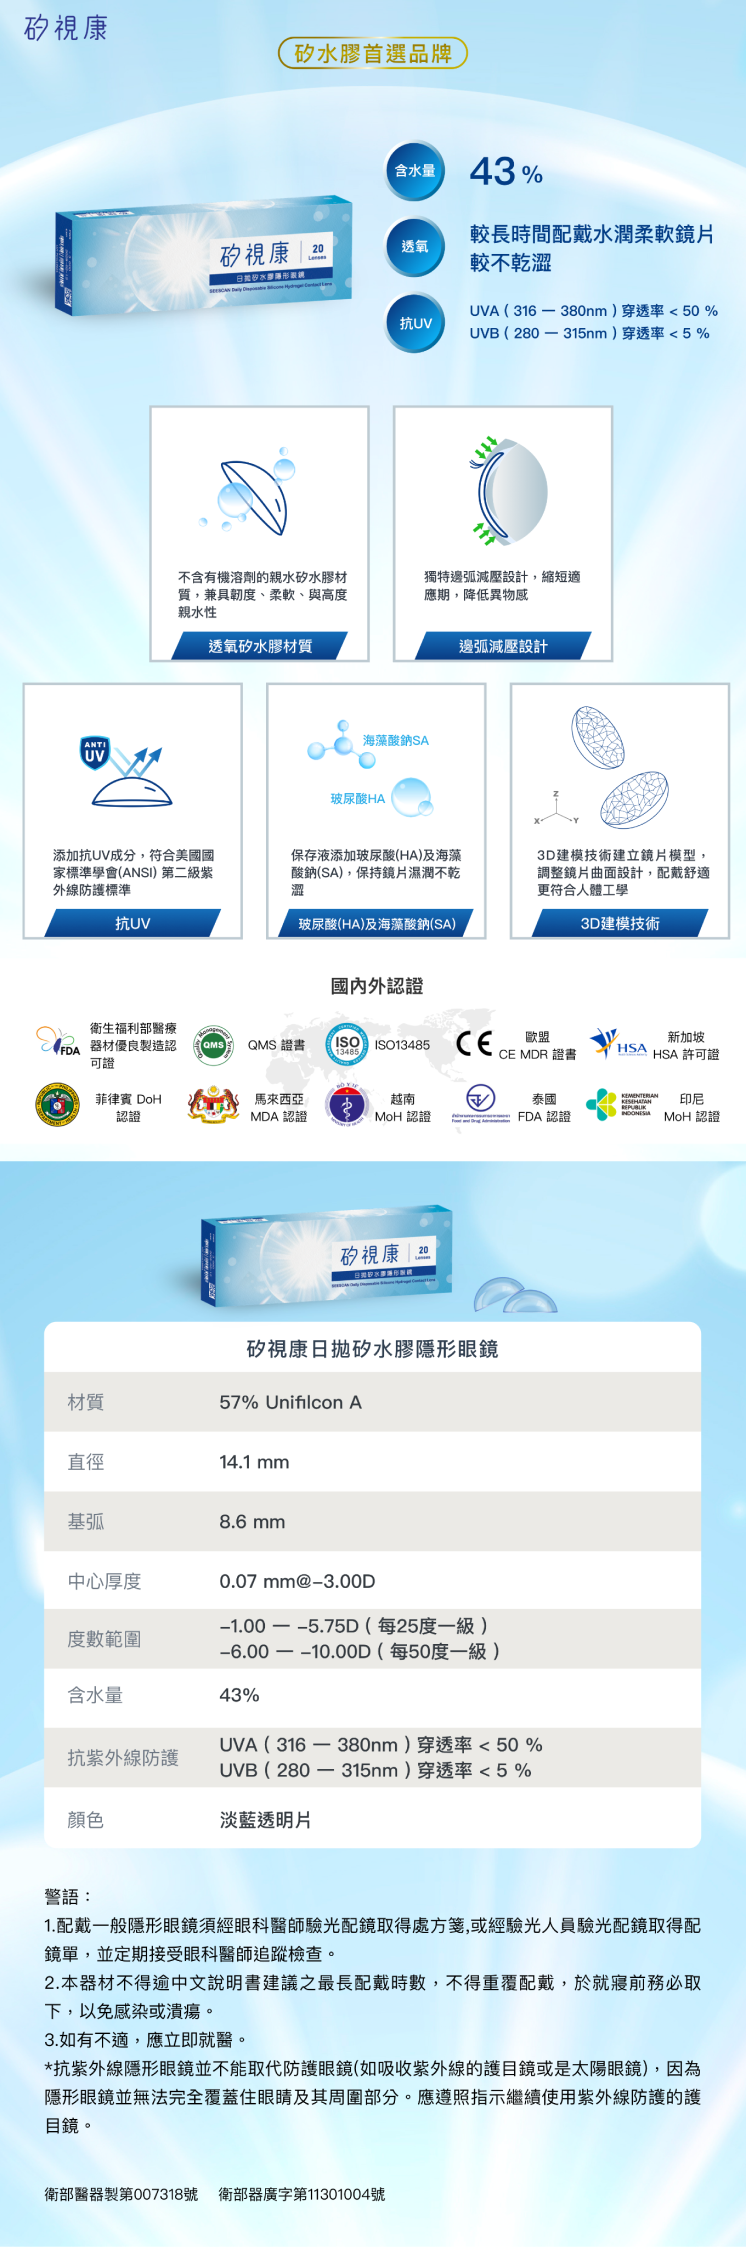 矽視康
矽水膠首選品牌
含水量
43 %
透氧
較長時間配戴水潤柔軟鏡片
較不乾澀
抗UV
UVA ( 316 一 380nm ) 穿透率 < 50 %
UVB ( 280 一 315nm ) 穿透率 < 5 %
矽視康
20
Lenses
日拋矽水膠隱形眼鏡
SEESCAN Daily Disposable Silicone Hydrogel Contact Lens
不含有機溶劑的親水矽水膠材
質，兼具韌度、柔軟、與高度
親水性
透氧矽水膠材質
獨特邊弧減壓設計，縮短適
應期，降低異物感
邊弧減壓設計
ANTI
UV
添加抗UV成分，符合美國國
家標準學會(ANSI) 第二級紫
外線防護標準
抗UV
海藻酸鈉SA
玻尿酸HA
保存液添加玻尿酸(HA)及海藻
酸鈉(SA)，保持鏡片濕潤不乾
澀
玻尿酸(HA)及海藻酸鈉(SA)
Z
X
Y
3D建模技術建立鏡片模型，
調整鏡片曲面設計，配戴舒適
更符合人體工學
3D建模技術
國內外認證
FDA
衛生福利部醫療
器材優良製造認
可證
QMS
QMS 證書
ISO
13485
ISO13485
CE
歐盟
CE MDR 證書
HSA
新加坡
HSA 許可證
菲律賓 DoH
認證
馬來西亞
MDA 認證
BỘ Y TẾ
MINISTRY OF HEALTH
越南
MoH 認證
Food and Drug Administration
泰國
FDA 認證
KEMENTERIAN
KESEHATAN
REPUBLIK
INDONESIA
印尼
MoH 認證
矽視康
20
Lenses
日拋矽水膠隱形眼鏡
SEESCAN Daily Disposable Silicone Hydrogel Contact Lens
矽視康日拋矽水膠隱形眼鏡
材質 57% Unifilcon A
直徑 14.1 mm
基弧 8.6 mm
中心厚度 0.07 mm@–3.00D
度數範圍
–1.00 一 –5.75D ( 每25度一級 )
–6.00 一 –10.00D ( 每50度一級 )
含水量 43%
抗紫外線防護
UVA ( 316 一 380nm ) 穿透率 < 50 %
UVB ( 280 一 315nm ) 穿透率 < 5 %
顏色 淡藍透明片
警語：
1.配戴一般隱形眼鏡須經眼科醫師驗光配鏡取得處方箋,或經驗光人員驗光配鏡取得配
鏡單，並定期接受眼科醫師追蹤檢查。
2.本器材不得逾中文說明書建議之最長配戴時數，不得重覆配戴，於就寢前務必取
下，以免感染或潰瘍。
3.如有不適，應立即就醫。
*抗紫外線隱形眼鏡並不能取代防護眼鏡(如吸收紫外線的護目鏡或是太陽眼鏡)，因為
隱形眼鏡並無法完全覆蓋住眼睛及其周圍部分。應遵照指示繼續使用紫外線防護的護
目鏡。
衛部醫器製第007318號 衛部器廣字第11301004號